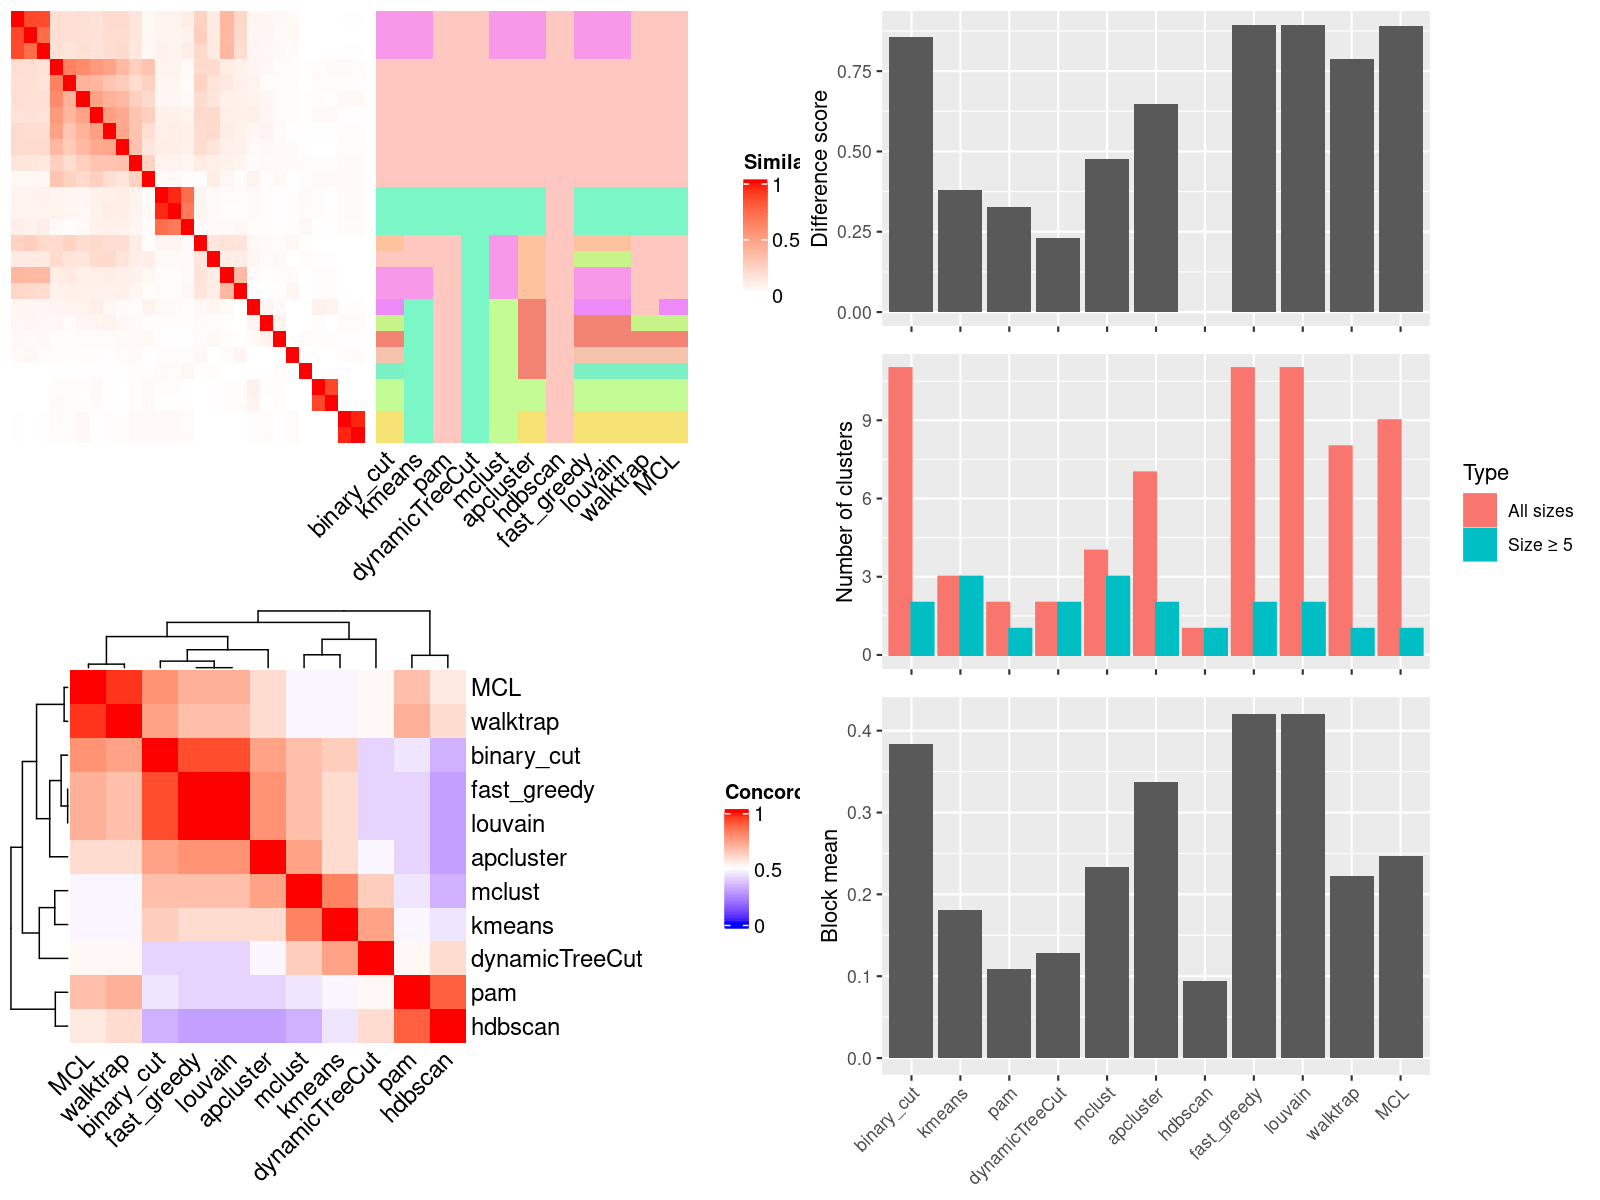 Simila
1
0.5
0
binary_cut
kmeans
pam
dynamicTreeCut
mclust
apcluster
hdbscan
fast_greedy
louvain
walktrap
MCL
Concord
1
0.5
0
MCL
walktrap
binary_cut
fast_greedy
louvain
apcluster
mclust
kmeans
dynamicTreeCut
pam
hdbscan
MCL
walktrap
binary_cut
fast_greedy
louvain
apcluster
mclust
kmeans
dynamicTreeCut
pam
hdbscan
Difference score
0.75
0.50
0.25
0.00
Number of clusters
9
6
3
0
Type
All sizes
Size ≥ 5
Block mean
0.4
0.3
0.2
0.1
0.0
binary_cut
kmeans
pam
dynamicTreeCut
mclust
apcluster
hdbscan
fast_greedy
louvain
walktrap
MCL